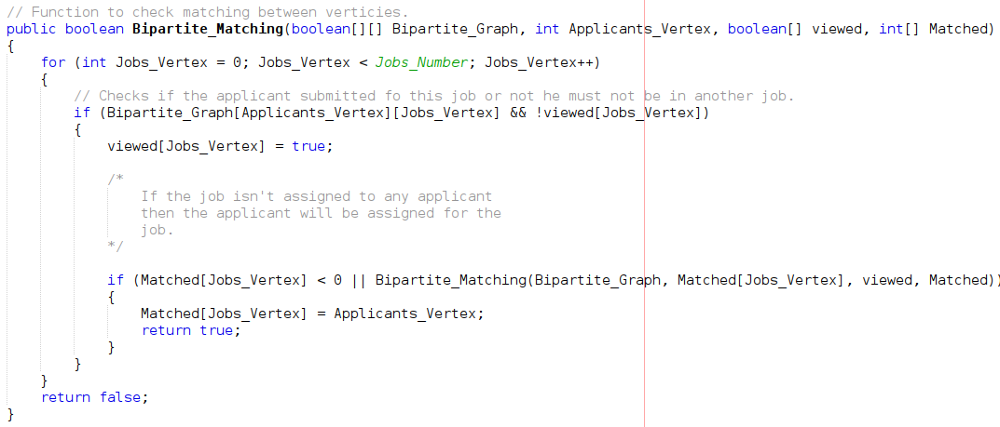 // Function to check matching between verticies.
public boolean Bipartite_Matching(boolean[][] Bipartite_Graph, int Applicants_Vertex, boolean[] viewed, int[] Matched)
{
for (int Jobs_Vertex = 0; Jobs_Vertex < Jobs_Number; Jobs_Vertex++)
{
// Checks if the applicant submitted fo this job or not he must not be in another job.
if (Bipartite_Graph[Applicants_Vertex][Jobs_Vertex] && !viewed[Jobs_Vertex])
{
viewed[Jobs_Vertex] = true;
/*
If the job isn't assigned to any applicant
then the applicant will be assigned for the
job.
*/
if (Matched[Jobs_Vertex] < 0 || Bipartite_Matching(Bipartite_Graph, Matched[Jobs_Vertex], viewed, Matched))
{
Matched[Jobs_Vertex] = Applicants_Vertex;
return true;
}
}
}
return false;
}